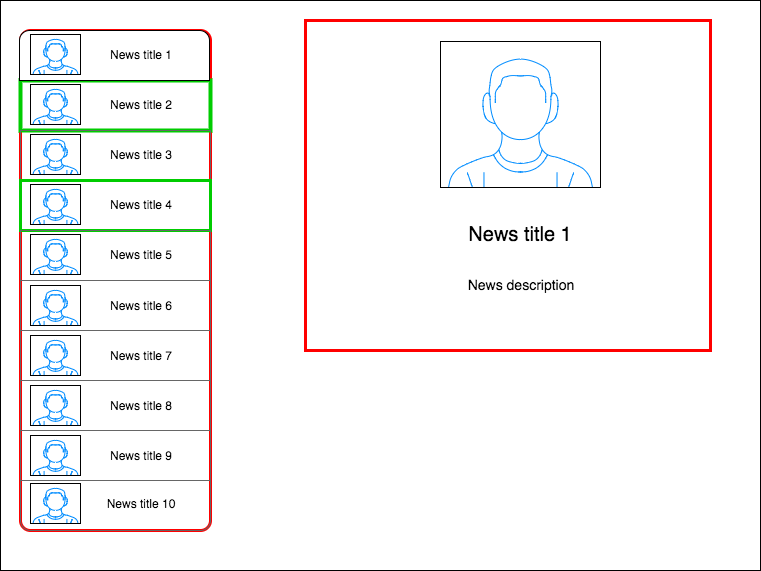 News title 1
News title 2
News title 3
News title 4
News title 5
News title 6
News title 7
News title 8
News title 9
News title 10
News title 1
News description